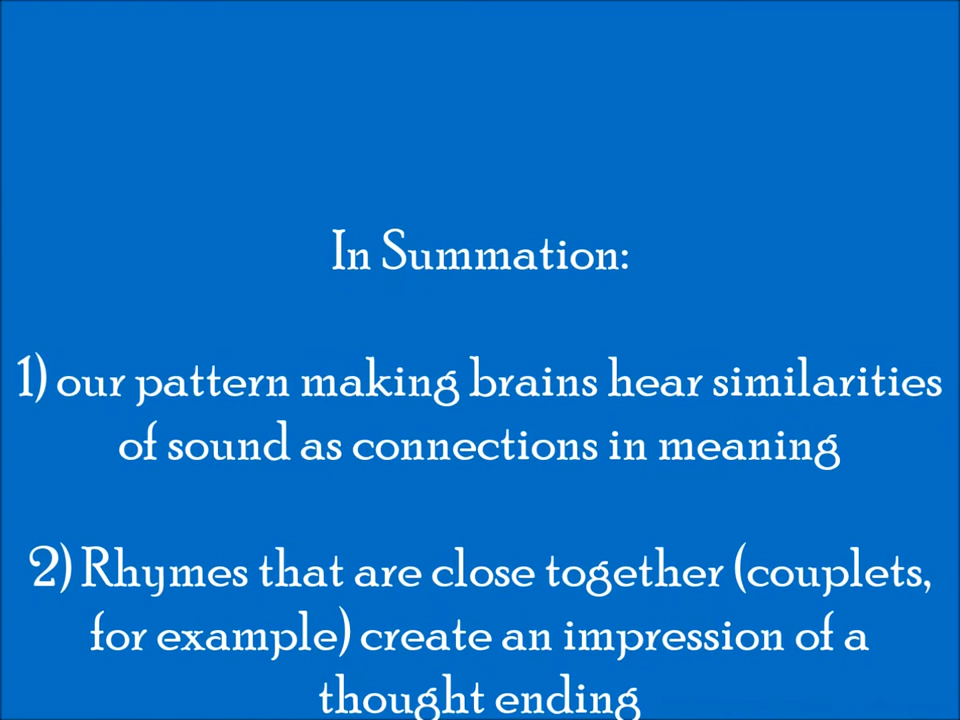 In Summation:
1) our pattern making brains hear similarities
of sound as connections in meaning
2) Rhymes that are close together (couplets,
for example) create an impression of a
thought ending